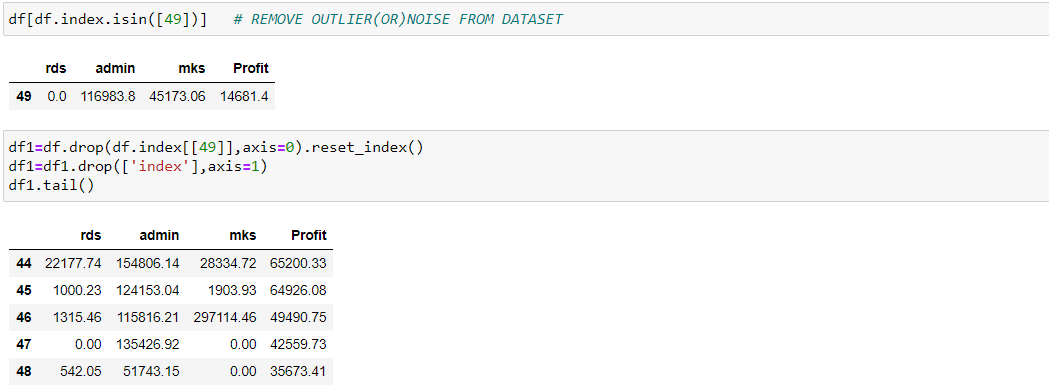 df[df.index.isin([49])]   # REMOVE OUTLIER(OR)NOISE FROM DATASET
rds admin mks Profit
49 0.0 116983.8 45173.06 14681.4
df1=df.drop(df.index[[49]],axis=0).reset_index()
df1=df1.drop(['index'],axis=1)
df1.tail()
rds admin mks Profit
44 22177.74 154806.14 28334.72 65200.33
45 1000.23 124153.04 1903.93 64926.08
46 1315.46 115816.21 297114.46 49490.75
47 0.00 135426.92 0.00 42559.73
48 542.05 51743.15 0.00 35673.41